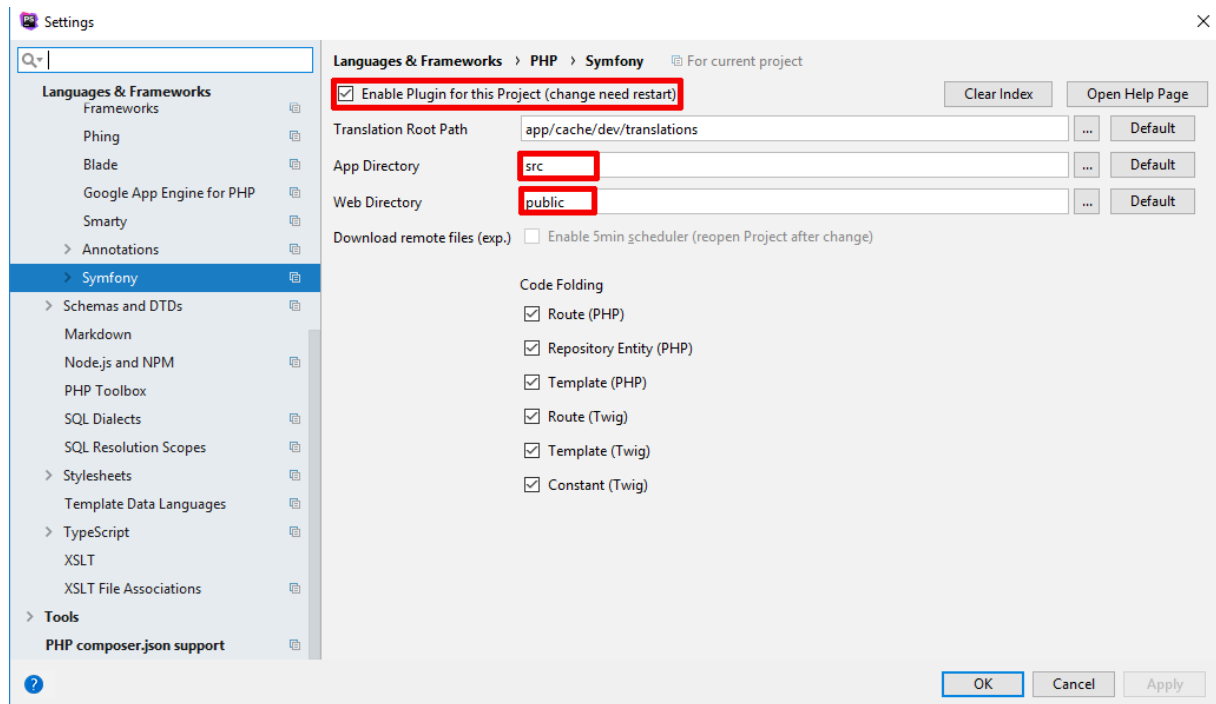 Settings
Languages & Frameworks
Frameworks
Phing
Blade
Google App Engine for PHP
Smarty
Annotations
Symfony
Schemas and DTDs
Markdown
Node.js and NPM
PHP Toolbox
SQL Dialects
SQL Resolution Scopes
Stylesheets
Template Data Languages
TypeScript
XSLT
XSLT File Associations
Tools
PHP composer.json support
Languages & Frameworks > PHP > Symfony For current project
Enable Plugin for this Project (change need restart) Clear Index Open Help Page
Translation Root Path app/cache/dev/translations ... Default
App Directory src ... Default
Web Directory public ... Default
Download remote files (exp.) Enable 5min scheduler (reopen Project after change)
Code Folding
Route (PHP)
Repository Entity (PHP)
Template (PHP)
Route (Twig)
Template (Twig)
Constant (Twig)
? OK Cancel Apply